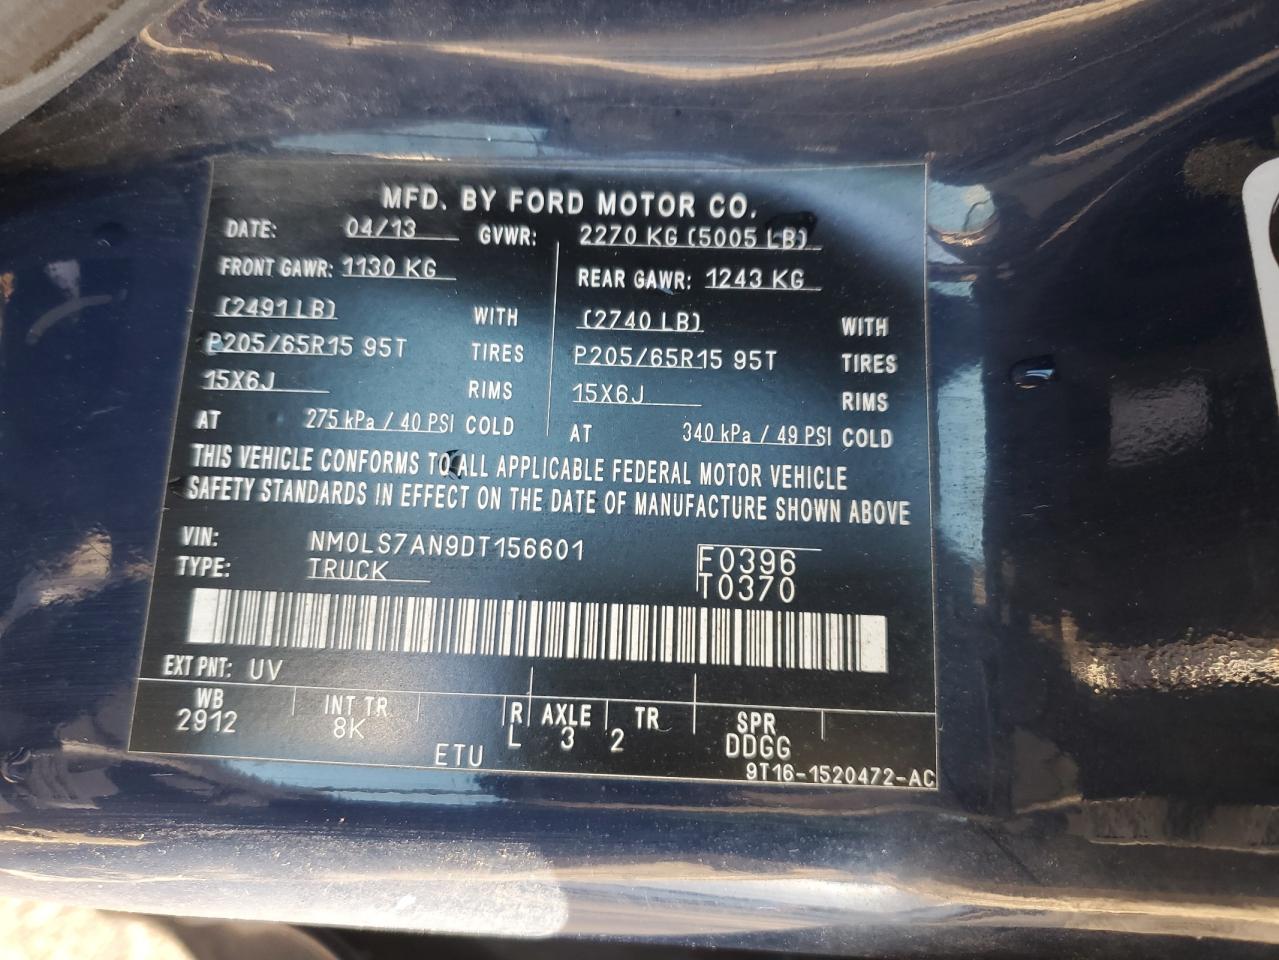 MFD. BY FORD MOTOR CO.
DATE: 04/13 GVWR: 2270 KG (5005 LB)
FRONT GAWR: 1130 KG REAR GAWR: 1243 KG
(2491 LB) WITH (2740 LB) WITH
P205/65R15 95T TIRES P205/65R15 95T TIRES
15X6J RIMS 15X6J RIMS
AT 275 kPa / 40 PSI COLD AT 340 kPa / 49 PSI COLD
THIS VEHICLE CONFORMS TO ALL APPLICABLE FEDERAL MOTOR VEHICLE
SAFETY STANDARDS IN EFFECT ON THE DATE OF MANUFACTURE SHOWN ABOVE
VIN: NM0LS7AN9DT156601 F0396
TYPE: TRUCK T0370
EXT PNT: UV
WB INT TR R AXLE TR SPR
2912 8K L 3 2 DDGG
ETU 9T16-1520472-AC